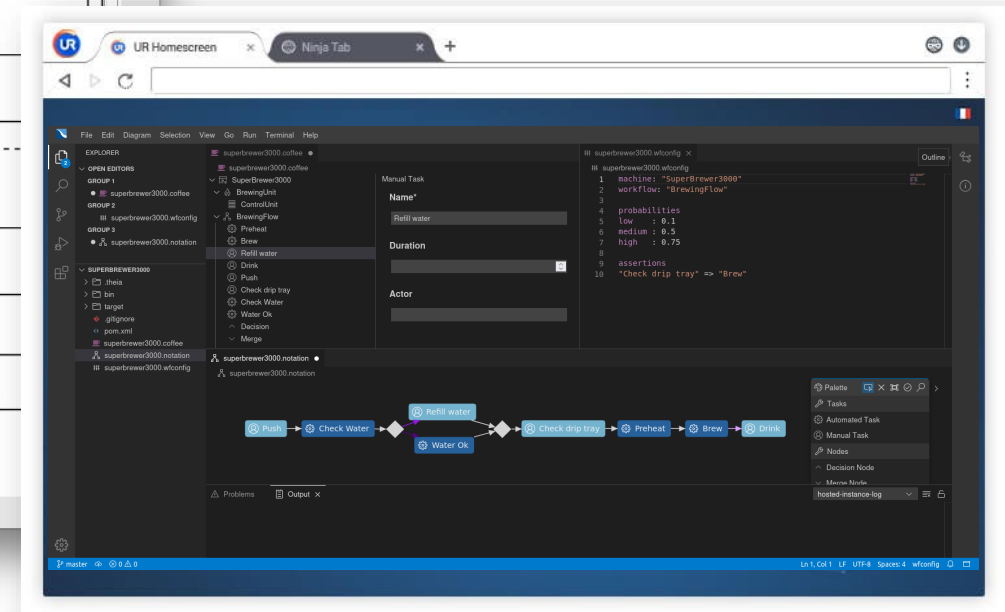 UR UR Homescreen × Ninja Tab × +
File Edit Diagram Selection View Go Run Terminal Help
EXPLORER
OPEN EDITORS
GROUP 1
superbrewer3000.coffee
GROUP 2
superbrewer3000.wfconfig
GROUP 3
superbrewer3000.notation
SUPERBREWER3000
.theia
bin
target
.gitignore
pom.xml
superbrewer3000.coffee
superbrewer3000.notation
superbrewer3000.wfconfig
superbrewer3000.coffee
superbrewer3000.coffee
SuperBrewer3000
BrewingUnit
ControlUnit
BrewingFlow
Preheat
Brew
Refill water
Drink
Push
Check drip tray
Check Water
Water Ok
Decision
Merge
Manual Task
Name*
Refill water
Duration
Actor
superbrewer3000.wfconfig ×
Outline
superbrewer3000.wfconfig
1 machine: "SuperBrewer3000"
2 workflow: "BrewingFlow"
3
4 probabilities
5 low : 0.1
6 medium : 0.5
7 high : 0.75
8
9 assertions
10 "Check drip tray" => "Brew"
superbrewer3000.notation
superbrewer3000.notation
Push Check Water Refill water Water Ok Check drip tray Preheat Brew Drink
Palette
Tasks
Automated Task
Manual Task
Nodes
Decision Node
Merge Node
Problems Output ×
hosted-instance-log
2
master 0 0
Ln 1, Col 1 LF UTF-8 Spaces: 4 wfconfig